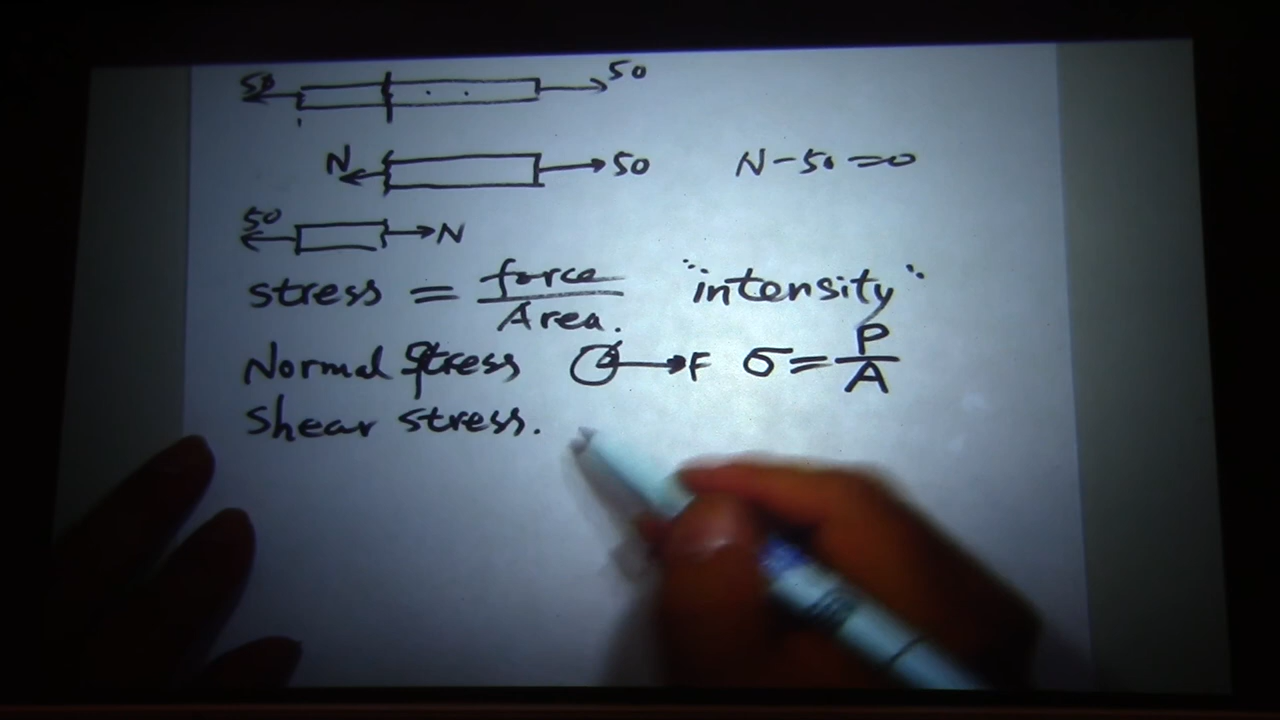 50 50
N 50 N-50=0
50 N
stress = force/Area. "intensity"
Normal Stress F σ = P/A
Shear stress.